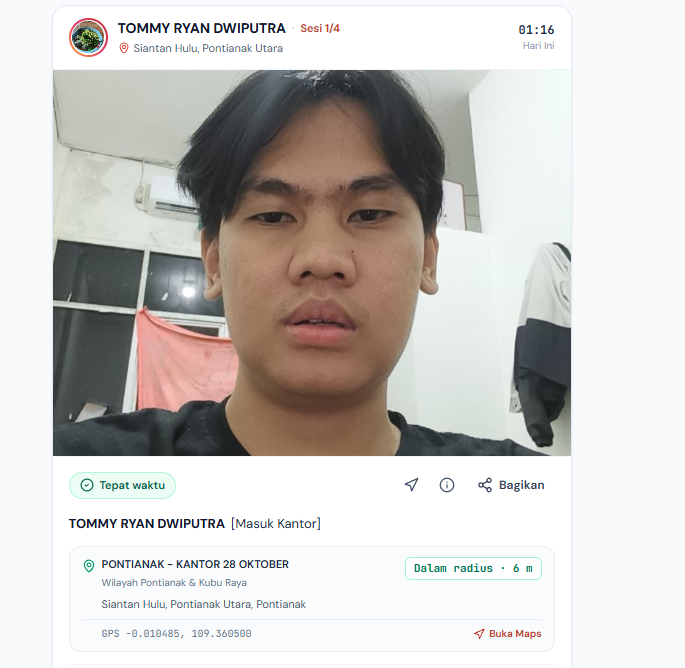 TOMMY RYAN DWIPUTRA · Sesi 1/4
Siantan Hulu, Pontianak Utara
01:16
Hari Ini
Tepat waktu
Bagikan
TOMMY RYAN DWIPUTRA [Masuk Kantor]
PONTIANAK - KANTOR 28 OKTOBER
Dalam radius · 6 m
Wilayah Pontianak & Kubu Raya
Siantan Hulu, Pontianak Utara, Pontianak
GPS -0.010485, 109.360500
Buka Maps